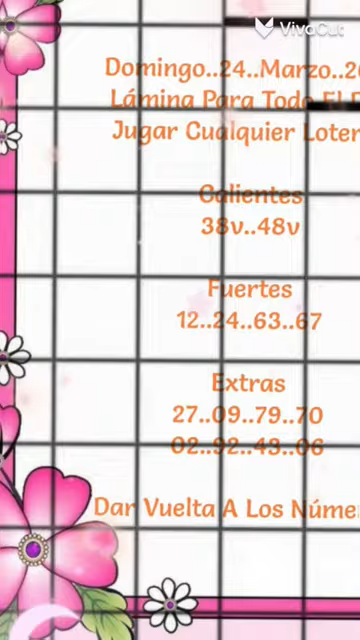 VivaCut
Domingo..24..Marzo..20
Lámina Para Todo El
Jugar Cualquier Loter
Calientes
38v..48v
Fuertes
12..24..63..67
Extras
27..09..79..70
02..92..43..06
Dar Vuelta A Los Núme